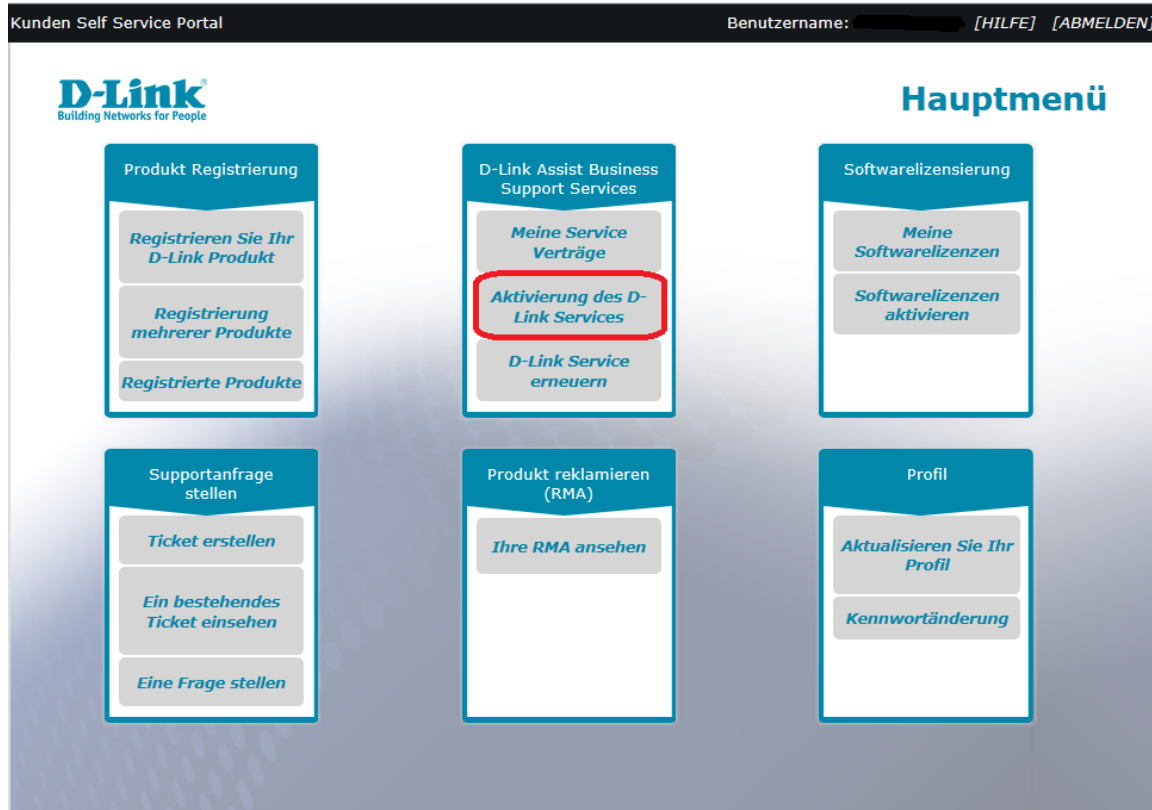 Kunden Self Service Portal
Benutzername: [HILFE] [ABMELDEN]
D-Link
Building Networks for People
Hauptmenü
Produkt Registrierung
Registrieren Sie Ihr
D-Link Produkt
Registrierung
mehrerer Produkte
Registrierte Produkte
D-Link Assist Business
Support Services
Meine Service
Verträge
Aktivierung des D-
Link Services
D-Link Service
erneuern
Softwarelizensierung
Meine
Softwarelizenzen
Softwarelizenzen
aktivieren
Supportanfrage
stellen
Ticket erstellen
Ein bestehendes
Ticket einsehen
Eine Frage stellen
Produkt reklamieren
(RMA)
Ihre RMA ansehen
Profil
Aktualisieren Sie Ihr
Profil
Kennwortänderung